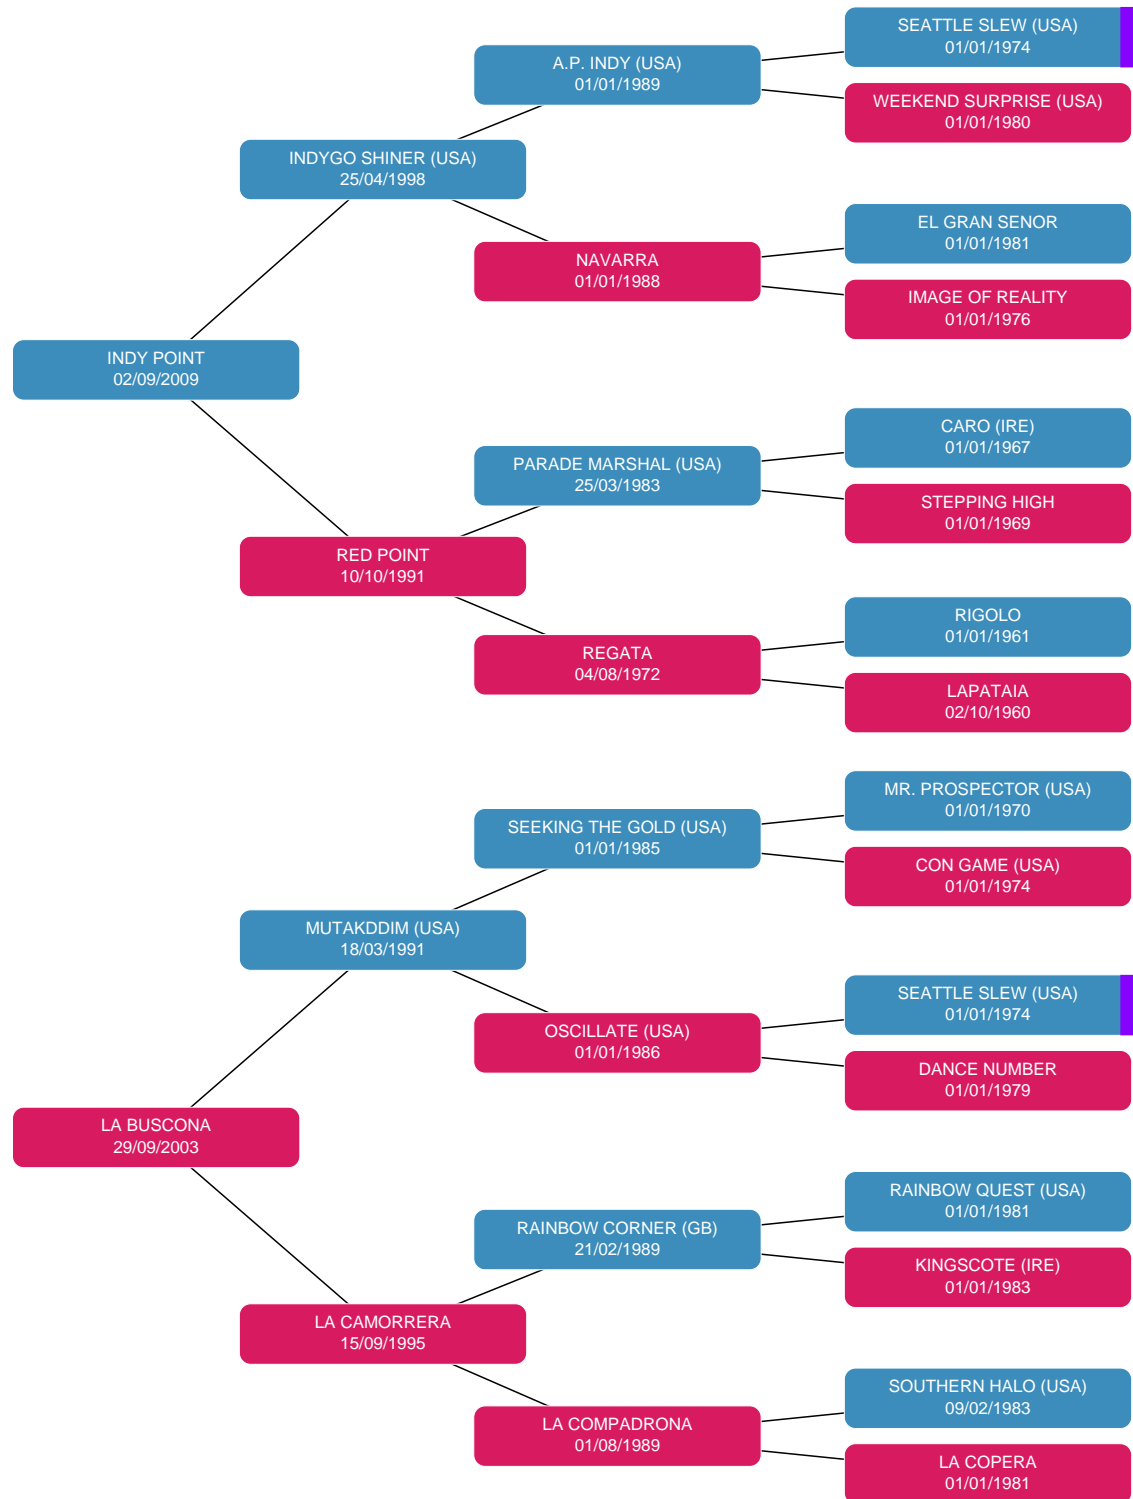 SEATTLE SLEW (USA)
01/01/1974
A.P. INDY (USA)
01/01/1989
WEEKEND SURPRISE (USA)
01/01/1980
INDYGO SHINER (USA)
25/04/1998
EL GRAN SENOR
01/01/1981
NAVARRA
01/01/1988
IMAGE OF REALITY
01/01/1976
INDY POINT
02/09/2009
CARO (IRE)
01/01/1967
PARADE MARSHAL (USA)
25/03/1983
STEPPING HIGH
01/01/1969
RED POINT
10/10/1991
RIGOLO
01/01/1961
REGATA
04/08/1972
LAPATAIA
02/10/1960
MR. PROSPECTOR (USA)
01/01/1970
SEEKING THE GOLD (USA)
01/01/1985
CON GAME (USA)
01/01/1974
MUTAKDDIM (USA)
18/03/1991
SEATTLE SLEW (USA)
01/01/1974
OSCILLATE (USA)
01/01/1986
DANCE NUMBER
01/01/1979
LA BUSCONA
29/09/2003
RAINBOW QUEST (USA)
01/01/1981
RAINBOW CORNER (GB)
21/02/1989
KINGSCOTE (IRE)
01/01/1983
LA CAMORRERA
15/09/1995
SOUTHERN HALO (USA)
09/02/1983
LA COMPADRONA
01/08/1989
LA COPERA
01/01/1981